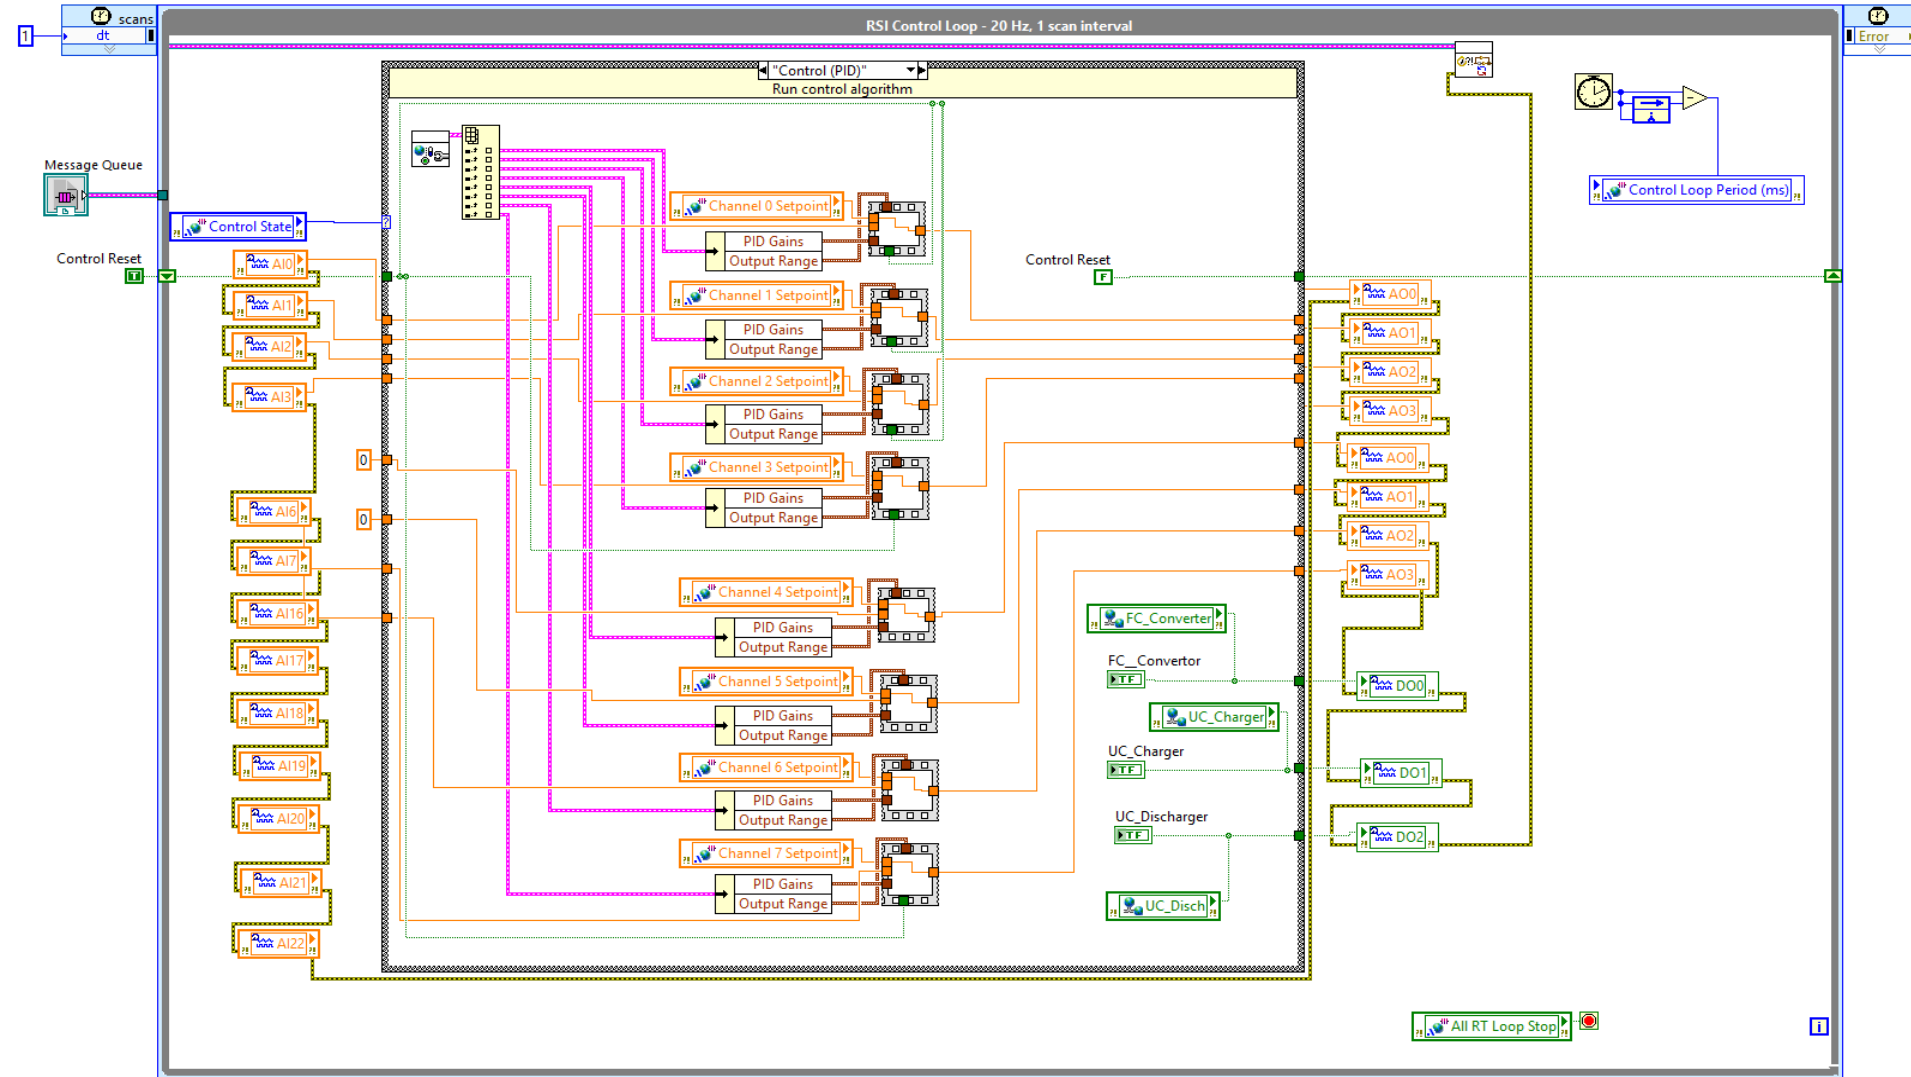 scans
dt
1
RSI Control Loop - 20 Hz, 1 scan interval
Error
"Control (PID)"
Run control algorithm
Message Queue
Control State
Control Reset
T
AI0
AI1
AI2
AI3
0
0
AI6
AI7
AI16
AI17
AI18
AI19
AI20
AI21
AI22
?
Channel 0 Setpoint
PID Gains
Output Range
Channel 1 Setpoint
PID Gains
Output Range
Channel 2 Setpoint
PID Gains
Output Range
Channel 3 Setpoint
PID Gains
Output Range
Channel 4 Setpoint
PID Gains
Output Range
Channel 5 Setpoint
PID Gains
Output Range
Channel 6 Setpoint
PID Gains
Output Range
Channel 7 Setpoint
PID Gains
Output Range
Control Reset
F
FC_Converter
FC__Convertor
TF
UC_Charger
UC_Charger
TF
UC_Discharger
TF
UC_Disch
AO0
AO1
AO2
AO3
AO0
AO1
AO2
AO3
DO0
DO1
DO2
Control Loop Period (ms)
All RT Loop Stop
i